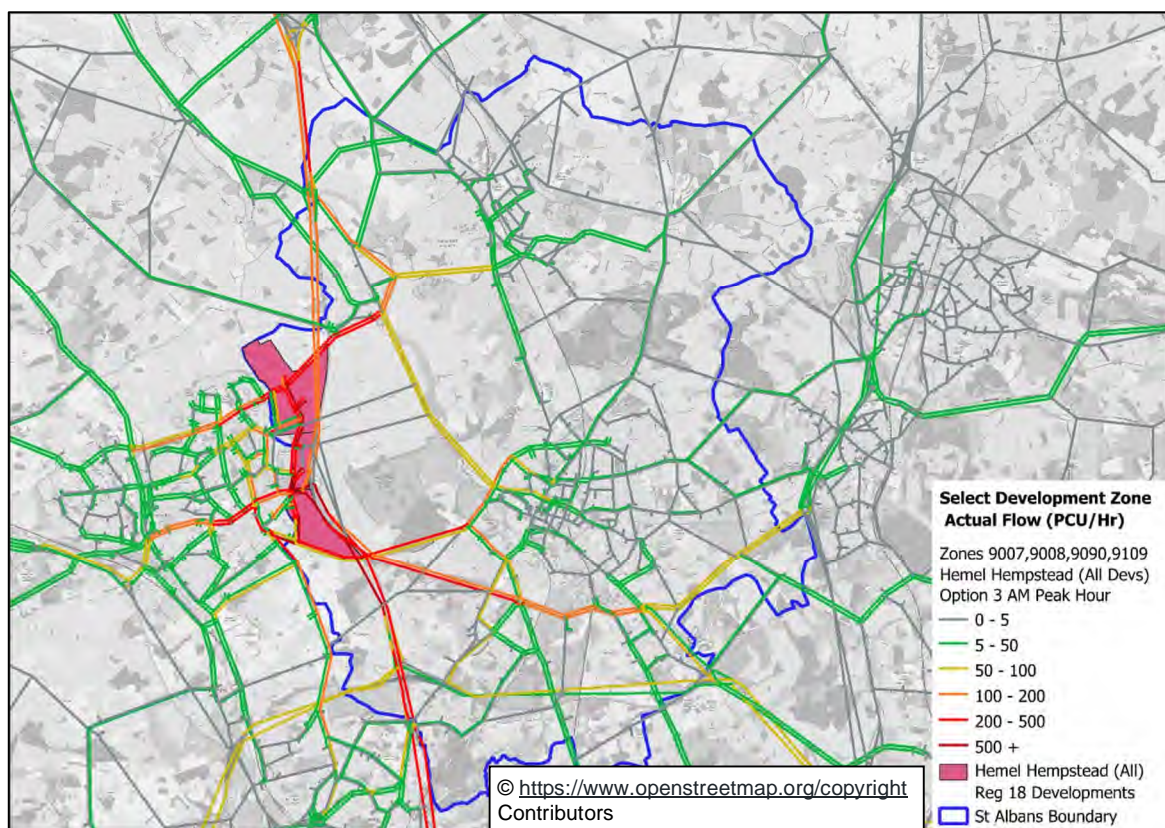 Select Development Zone
Actual Flow (PCU/Hr)
Zones 9007,9008,9090,9109
Hemel Hempstead (All Devs)
Option 3 AM Peak Hour
0 - 5
5 - 50
50 - 100
100 - 200
200 - 500
500 +
Hemel Hempstead (All)
Reg 18 Developments
St Albans Boundary
© https://www.openstreetmap.org/copyright
Contributors